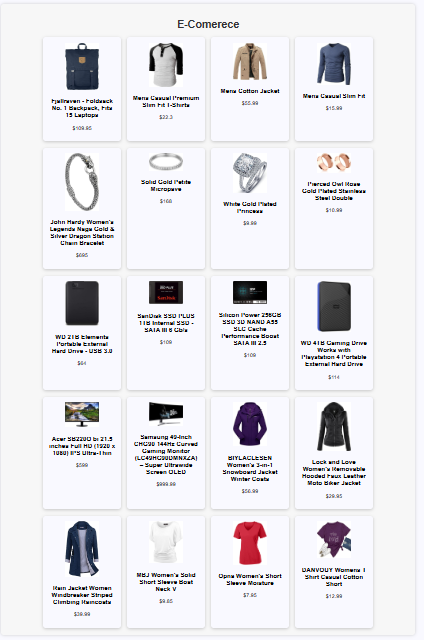 E-Comerece
Fjallraven - Foldsack
No. 1 Backpack, Fits
15 Laptops
$109.95
Mens Casual Premium
Slim Fit T-Shirts
$22.3
Mens Cotton Jacket
$55.99
Mens Casual Slim Fit
$15.99
John Hardy Women's
Legends Naga Gold &
Silver Dragon Station
Chain Bracelet
$695
Solid Gold Petite
Micropave
$168
White Gold Plated
Princess
$9.99
Pierced Owl Rose
Gold Plated Stainless
Steel Double
$10.99
WD 2TB Elements
Portable External
Hard Drive - USB 3.0
$64
SanDisk SSD PLUS
1TB Internal SSD -
SATA III 6 Gb/s
$109
Silicon Power 256GB
SSD 3D NAND A55
SLC Cache
Performance Boost
SATA III 2.5
$109
WD 4TB Gaming Drive
Works with
Playstation 4 Portable
External Hard Drive
$114
Acer SB220Q bi 21.5
inches Full HD (1920 x
1080) IPS Ultra-Thin
$599
Samsung 49-Inch
CHG90 144Hz Curved
Gaming Monitor
(LC49HG90DMNXZA)
– Super Ultrawide
Screen QLED
$999.99
BIYLACLESEN
Women's 3-in-1
Snowboard Jacket
Winter Coats
$56.99
Lock and Love
Women's Removable
Hooded Faux Leather
Moto Biker Jacket
$29.95
Rain Jacket Women
Windbreaker Striped
Climbing Raincoats
$39.99
MBJ Women's Solid
Short Sleeve Boat
Neck V
$9.85
Opna Women's Short
Sleeve Moisture
$7.95
DANVOUY Womens T
Shirt Casual Cotton
Short
$12.99